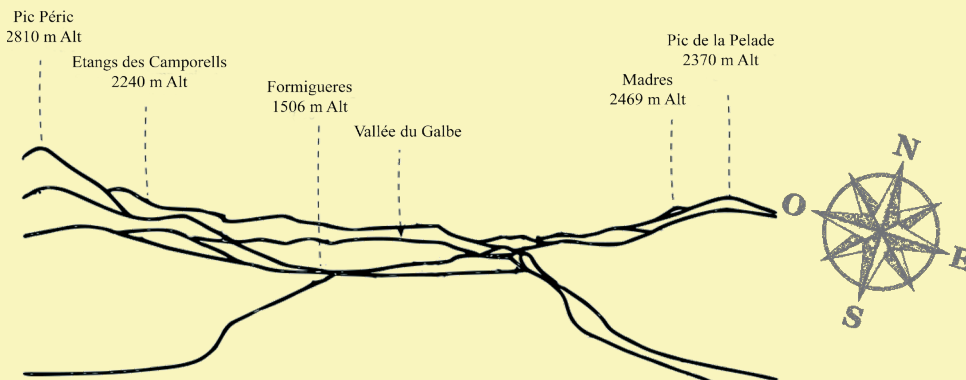 Pic Péric
2810 m Alt
Etangs des Camporells
2240 m Alt
Formigueres
1506 m Alt
Vallée du Galbe
Madres
2469 m Alt
Pic de la Pelade
2370 m Alt
N
O
E
S